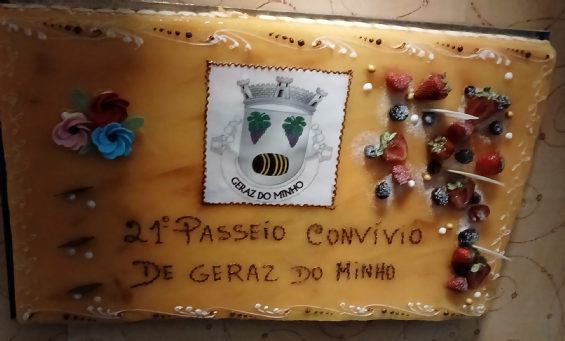 GERAZ DO MINHO
21º PASSEIO CONVÍVIO
DE GERAZ DO MINHO